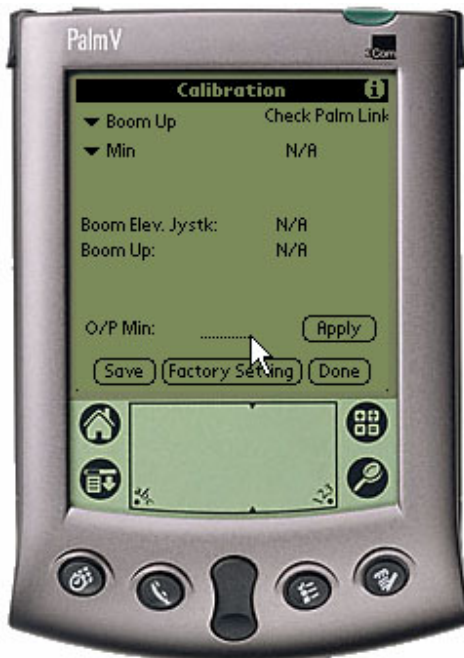 PalmV
3Com
Calibration
Boom Up Check Palm Link
Min N/A
Boom Elev. Jystk: N/A
Boom Up: N/A
O/P Min: Apply
Save Factory Setting Done